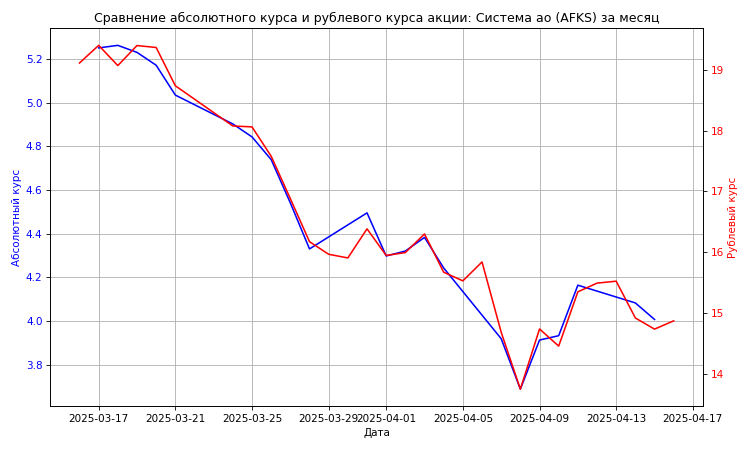 Сравнение абсолютного курса и рублевого курса акции: Система ао (AFKS) за месяц
Абсолютный курс
5.2
5.0
4.8
4.6
4.4
4.2
4.0
3.8
19
18
17
16
15
14
Рублевый курс
2025-03-17 2025-03-21 2025-03-25 2025-03-29 2025-04-01 2025-04-05 2025-04-09 2025-04-13 2025-04-17
Дата